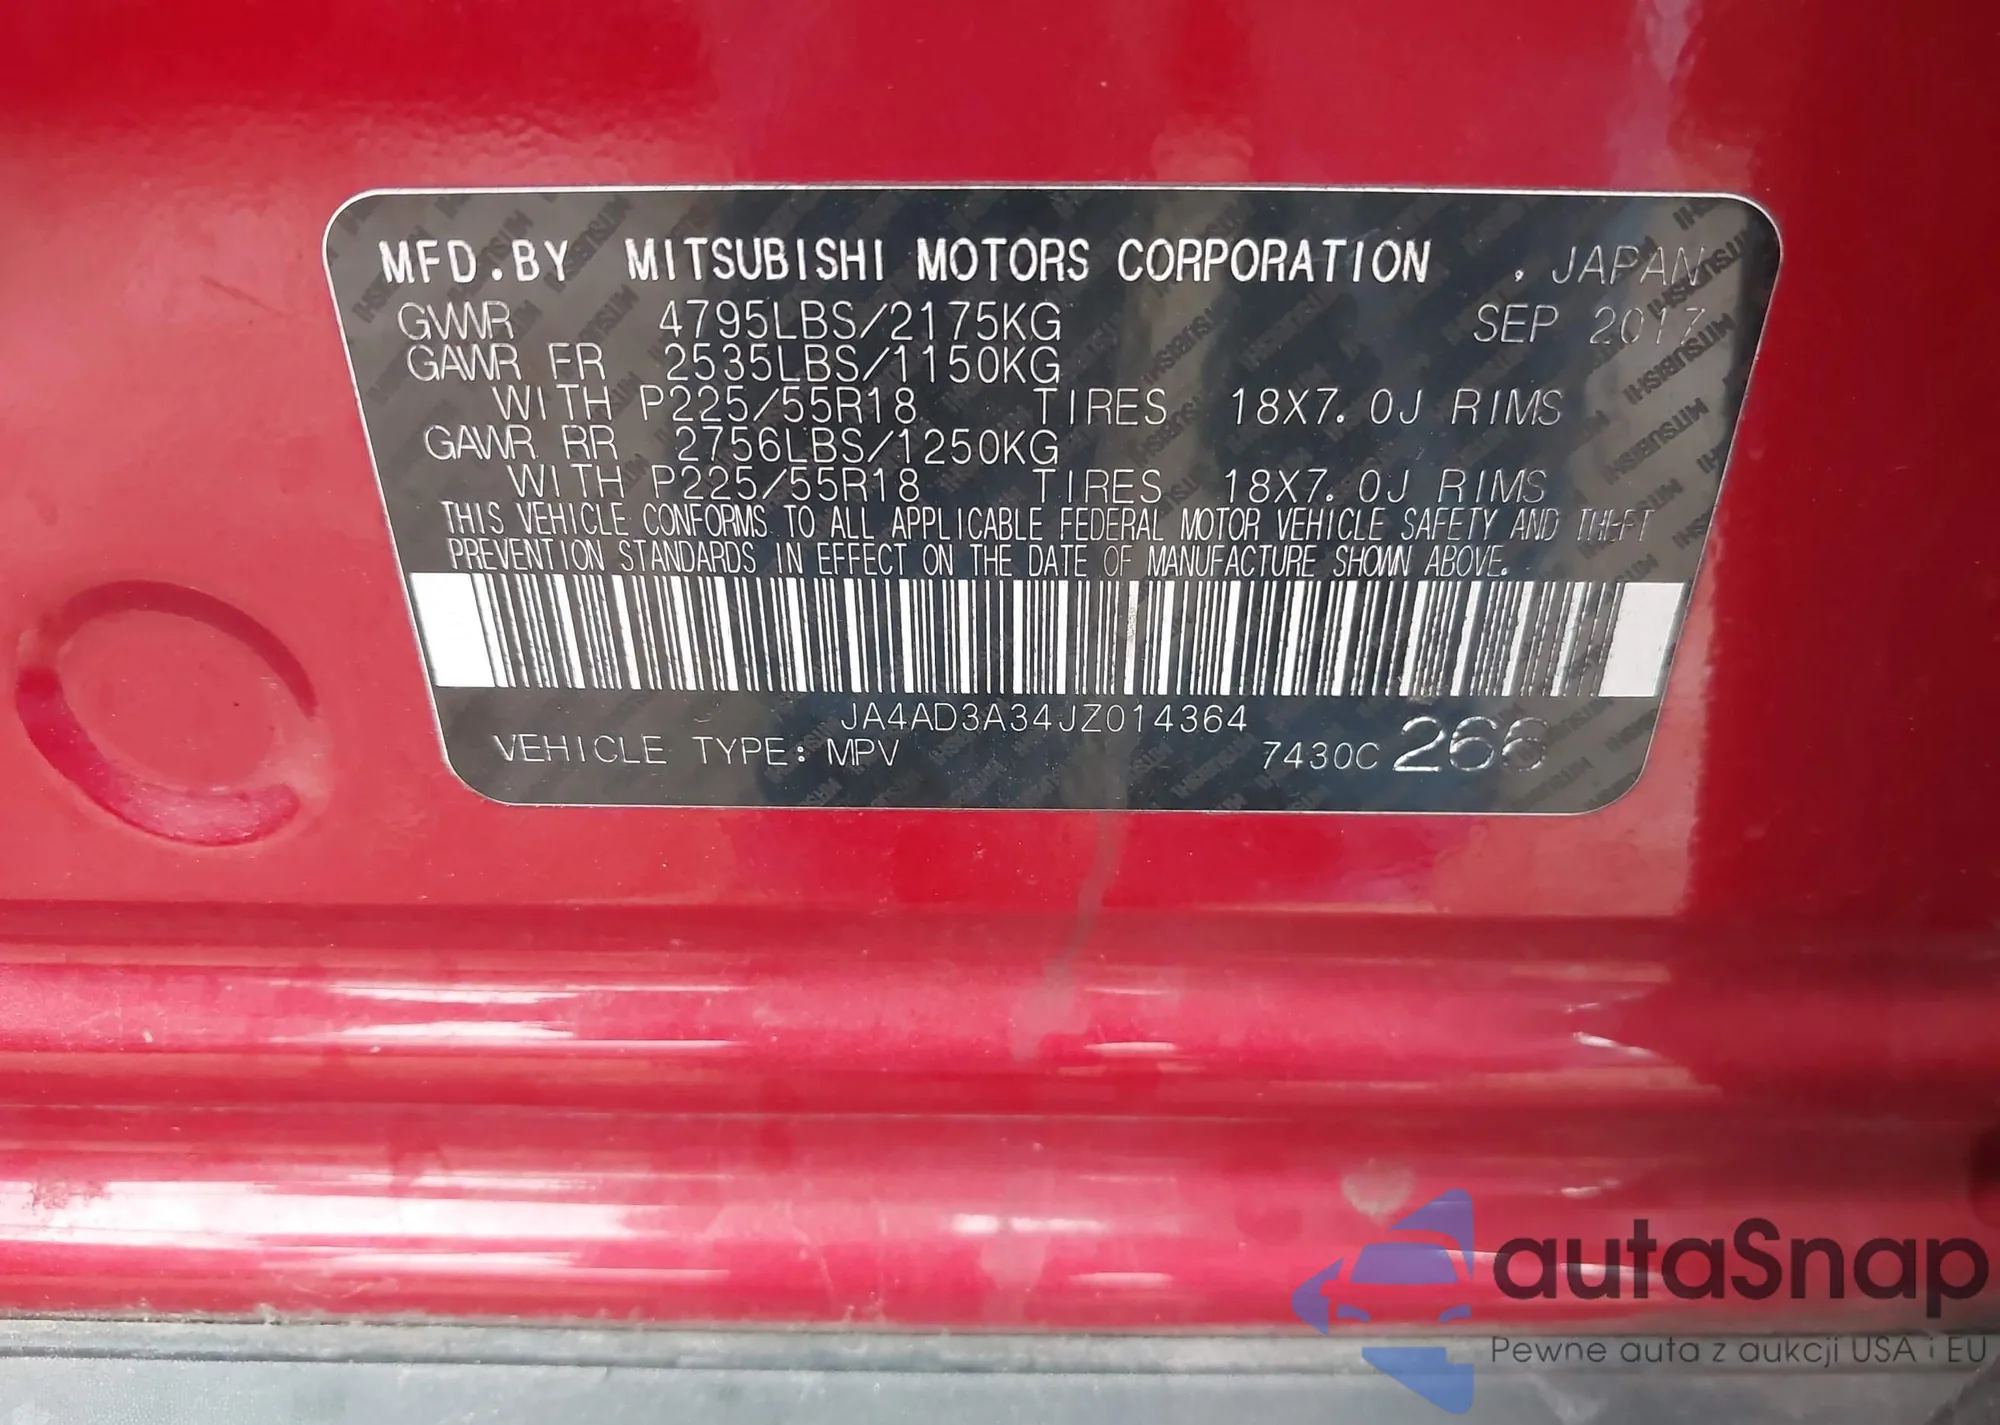 MFD.BY MITSUBISHI MOTORS CORPORATION , JAPAN
GVWR 4795LBS/2175KG SEP 2017
GAWR FR 2535LBS/1150KG
WITH P225/55R18 TIRES 18X7.0J RIMS
GAWR RR 2756LBS/1250KG
WITH P225/55R18 TIRES 18X7.0J RIMS
THIS VEHICLE CONFORMS TO ALL APPLICABLE FEDERAL MOTOR VEHICLE SAFETY AND THEFT
PREVENTION STANDARDS IN EFFECT ON THE DATE OF MANUFACTURE SHOWN ABOVE.
JA4AD3A34JZ014364
VEHICLE TYPE: MPV 7430C 266
autaSnap
Pewne auta z aukcji USA i EU